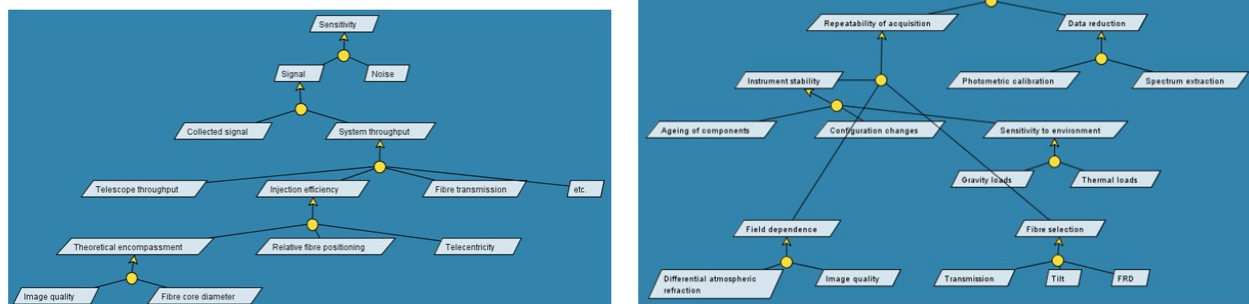 Sensitivity
Signal
Noise
Collected signal
System throughput
Telescope throughput
Injection efficiency
Fibre transmission
etc.
Theoretical encompassment
Relative fibre positioning
Telecentricity
Image quality
Fibre core diameter
Repeatability of acquisition
Data reduction
Instrument stability
Photometric calibration
Spectrum extraction
Ageing of components
Configuration changes
Sensitivity to environment
Gravity loads
Thermal loads
Field dependence
Fibre selection
Differential atmospheric
refraction
Image quality
Transmission
Tilt
FRD